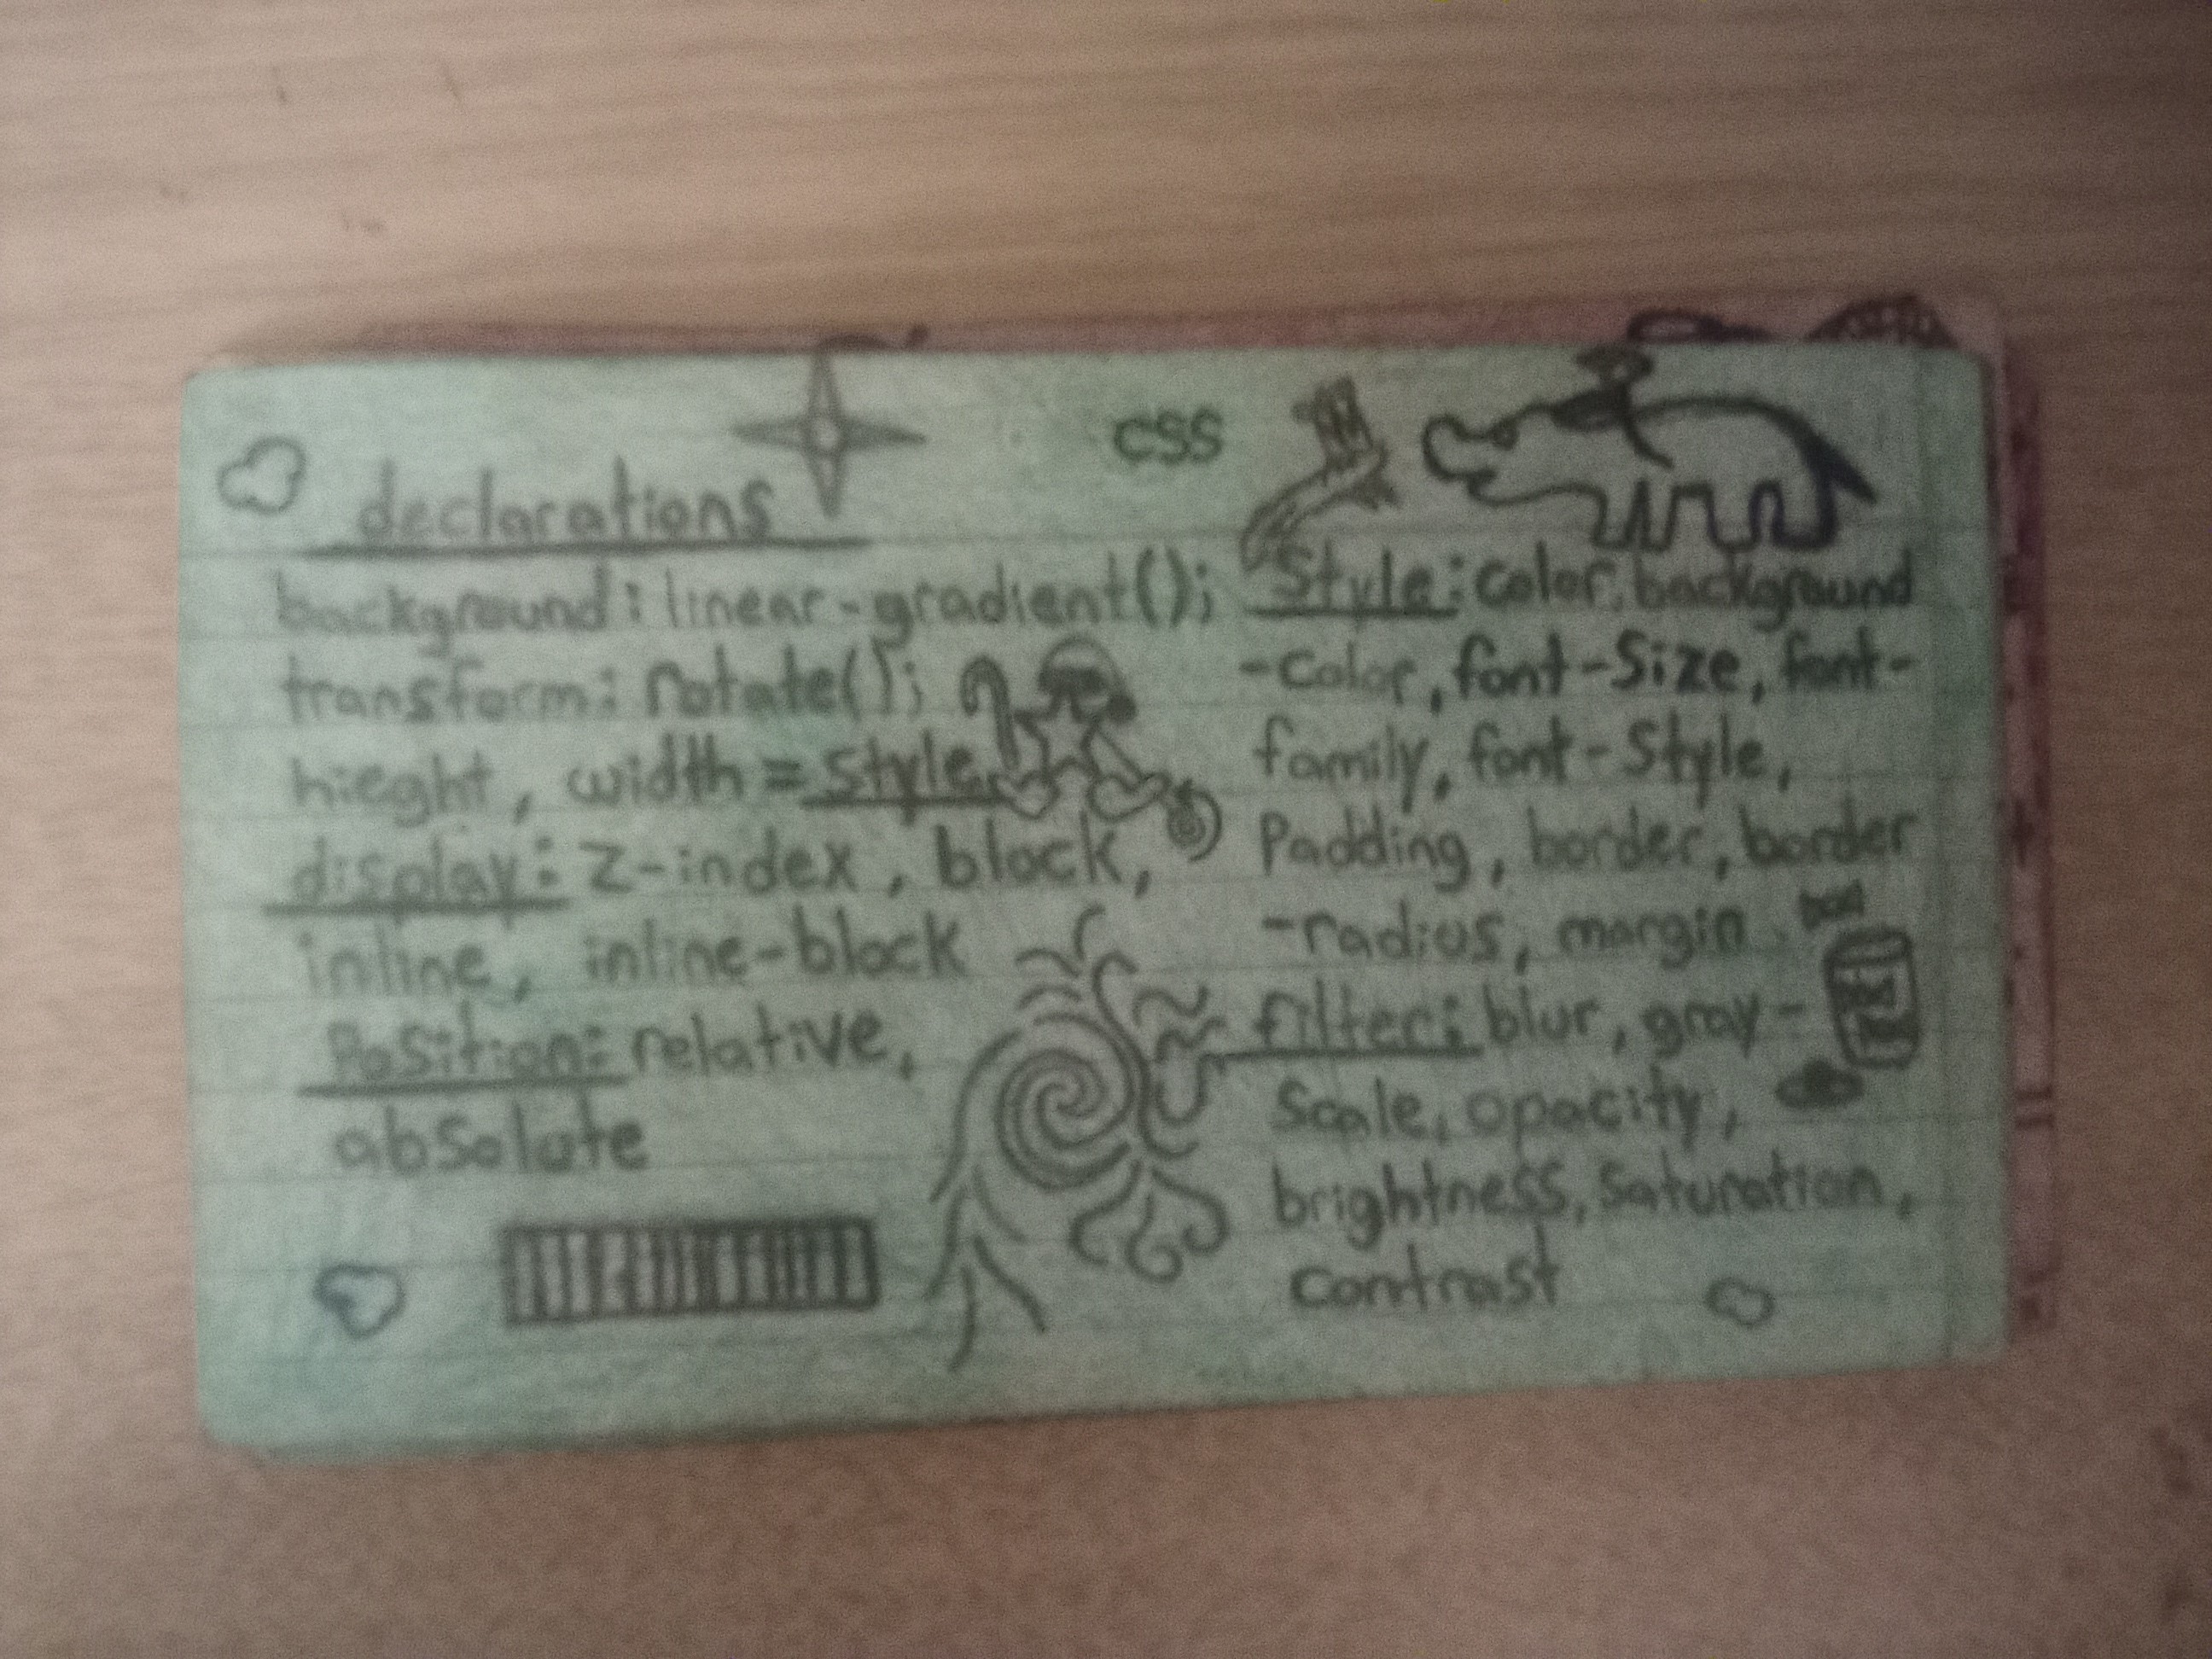 CSS
declarations
background: linear-gradient();
transform: rotate();
hieght, width = style
display: z-index, block,
inline, inline-block
Position: relative,
absolute
Style: color, background
-color, font-Size, font-
family, font-Style,
Padding, border, border
-radius, margin
filter: blur, gray-
Scale, opacity,
brightness, Saturation,
contrast